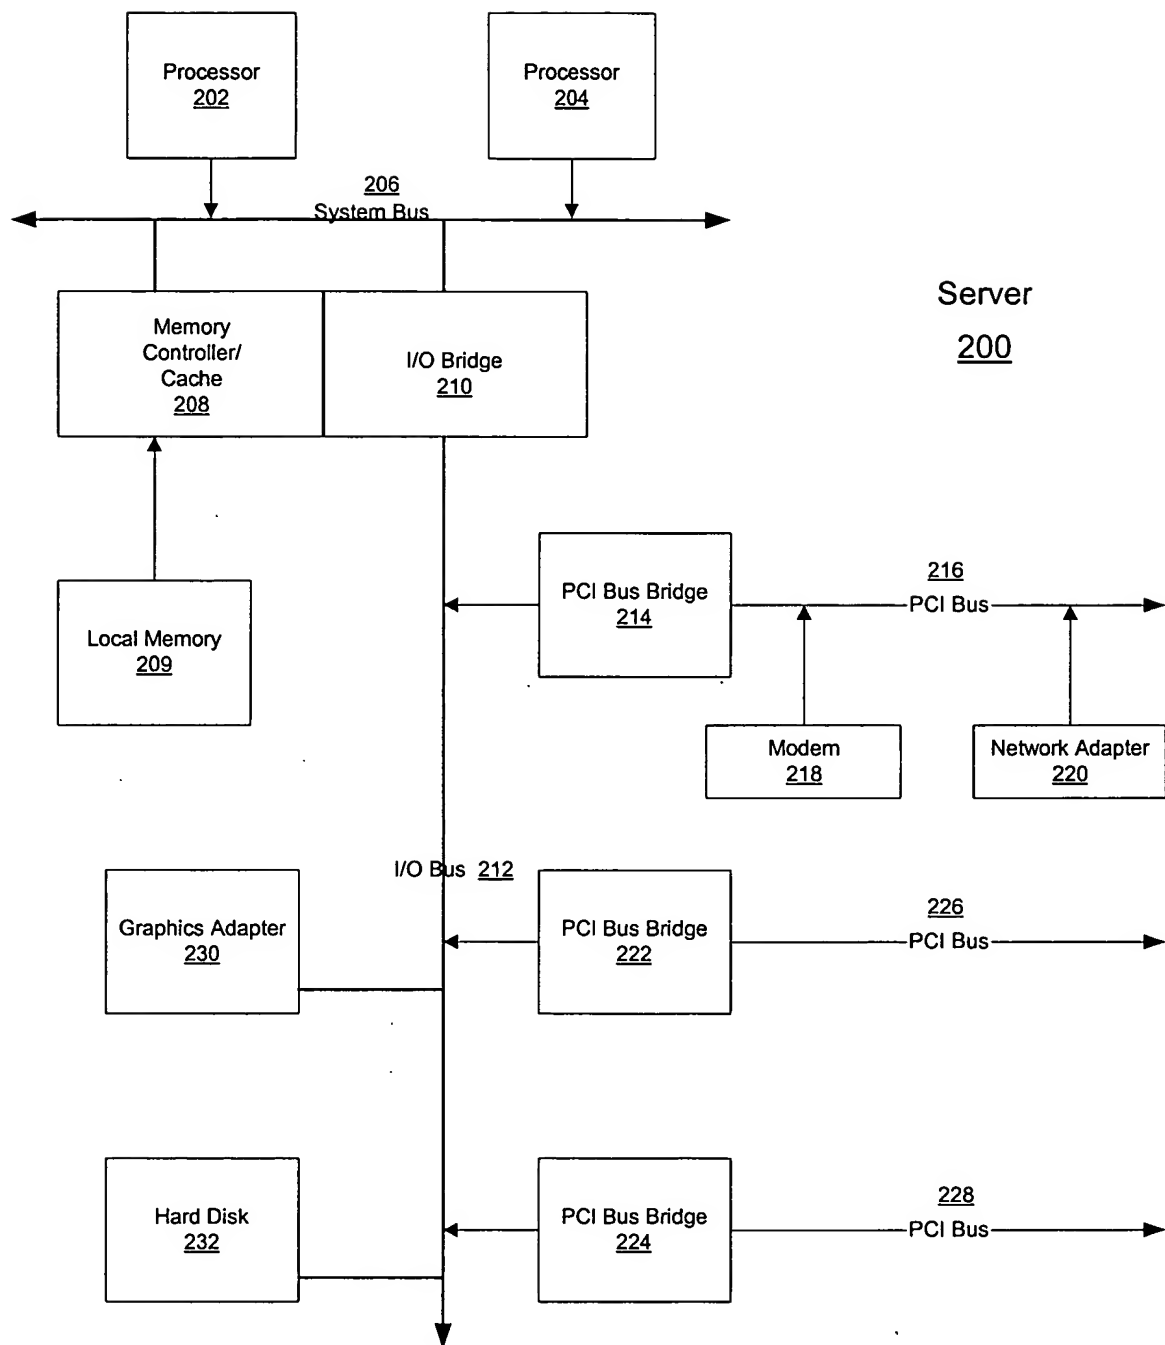 Processor
202
Processor
204
206
System Bus
Server
200
Memory
Controller/
Cache
208
I/O Bridge
210
PCI Bus Bridge
214
216
PCI Bus
Local Memory
209
Modem
218
Network Adapter
220
I/O Bus 212
Graphics Adapter
230
PCI Bus Bridge
222
226
PCI Bus
Hard Disk
232
PCI Bus Bridge
224
228
PCI Bus